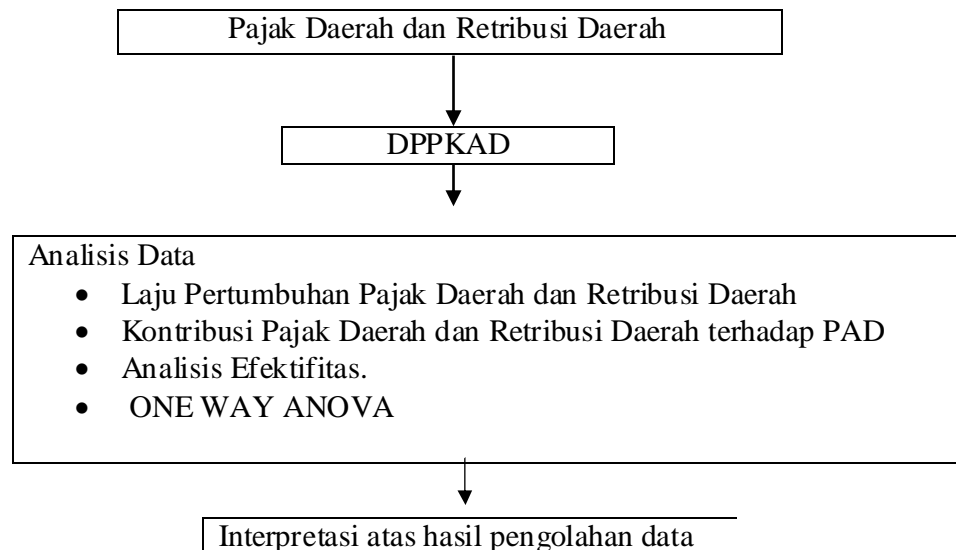 Pajak Daerah dan Retribusi Daerah
DPPKAD
Analisis Data
• Laju Pertumbuhan Pajak Daerah dan Retribusi Daerah
• Kontribusi Pajak Daerah dan Retribusi Daerah terhadap PAD
• Analisis Efektifitas.
• ONE WAY ANOVA
Interpretasi atas hasil pengolahan data